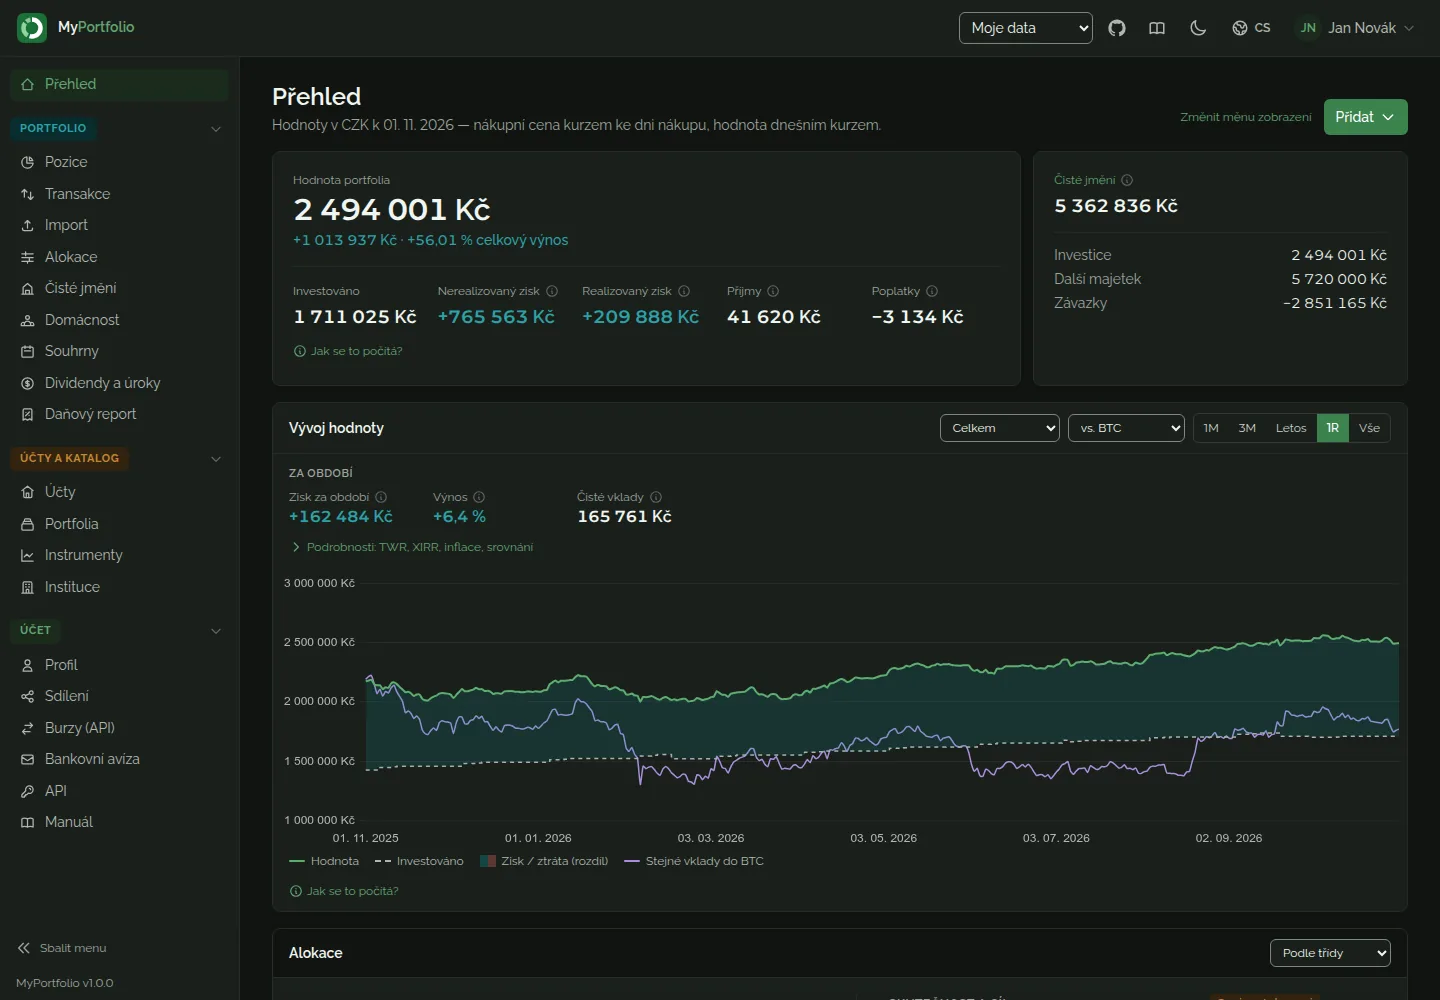 MyPortfolio
Moje data
CS
JN
Jan Novák
Přehled
PORTFOLIO
Pozice
Transakce
Import
Alokace
Čisté jmění
Domácnost
Souhrny
Dividendy a úroky
Daňový report
ÚČTY A KATALOG
Účty
Portfolia
Instrumenty
Instituce
ÚČET
Profil
Sdílení
Burzy (API)
Bankovní avíza
API
Manuál
Sbalit menu
MyPortfolio v1.0.0
Přehled
Hodnoty v CZK k 01. 11. 2026 — nákupní cena kurzem ke dni nákupu, hodnota dnešním kurzem.
Změnit měnu zobrazení
Přidat
Hodnota portfolia
2 494 001 Kč
+1 013 937 Kč · +56,01 % celkový výnos
Investováno
1 711 025 Kč
Nerealizovaný zisk
+765 563 Kč
Realizovaný zisk
+209 888 Kč
Příjmy
41 620 Kč
Poplatky
−3 134 Kč
Jak se to počítá?
Čisté jmění
5 362 836 Kč
Investice 2 494 001 Kč
Další majetek 5 720 000 Kč
Závazky −2 851 165 Kč
Vývoj hodnoty
Celkem
vs. BTC
1M 3M Letos 1R Vše
ZA OBDOBÍ
Zisk za období
+162 484 Kč
Výnos
+6,4 %
Čisté vklady
165 761 Kč
Podrobnosti: TWR, XIRR, inflace, srovnání
3 000 000 Kč
2 500 000 Kč
2 000 000 Kč
1 500 000 Kč
1 000 000 Kč
01. 11. 2025 01. 01. 2026 03. 03. 2026 03. 05. 2026 03. 07. 2026 02. 09. 2026
Hodnota Investováno Zisk / ztráta (rozdíl) Stejné vklady do BTC
Jak se to počítá?
Alokace
Podle třídy